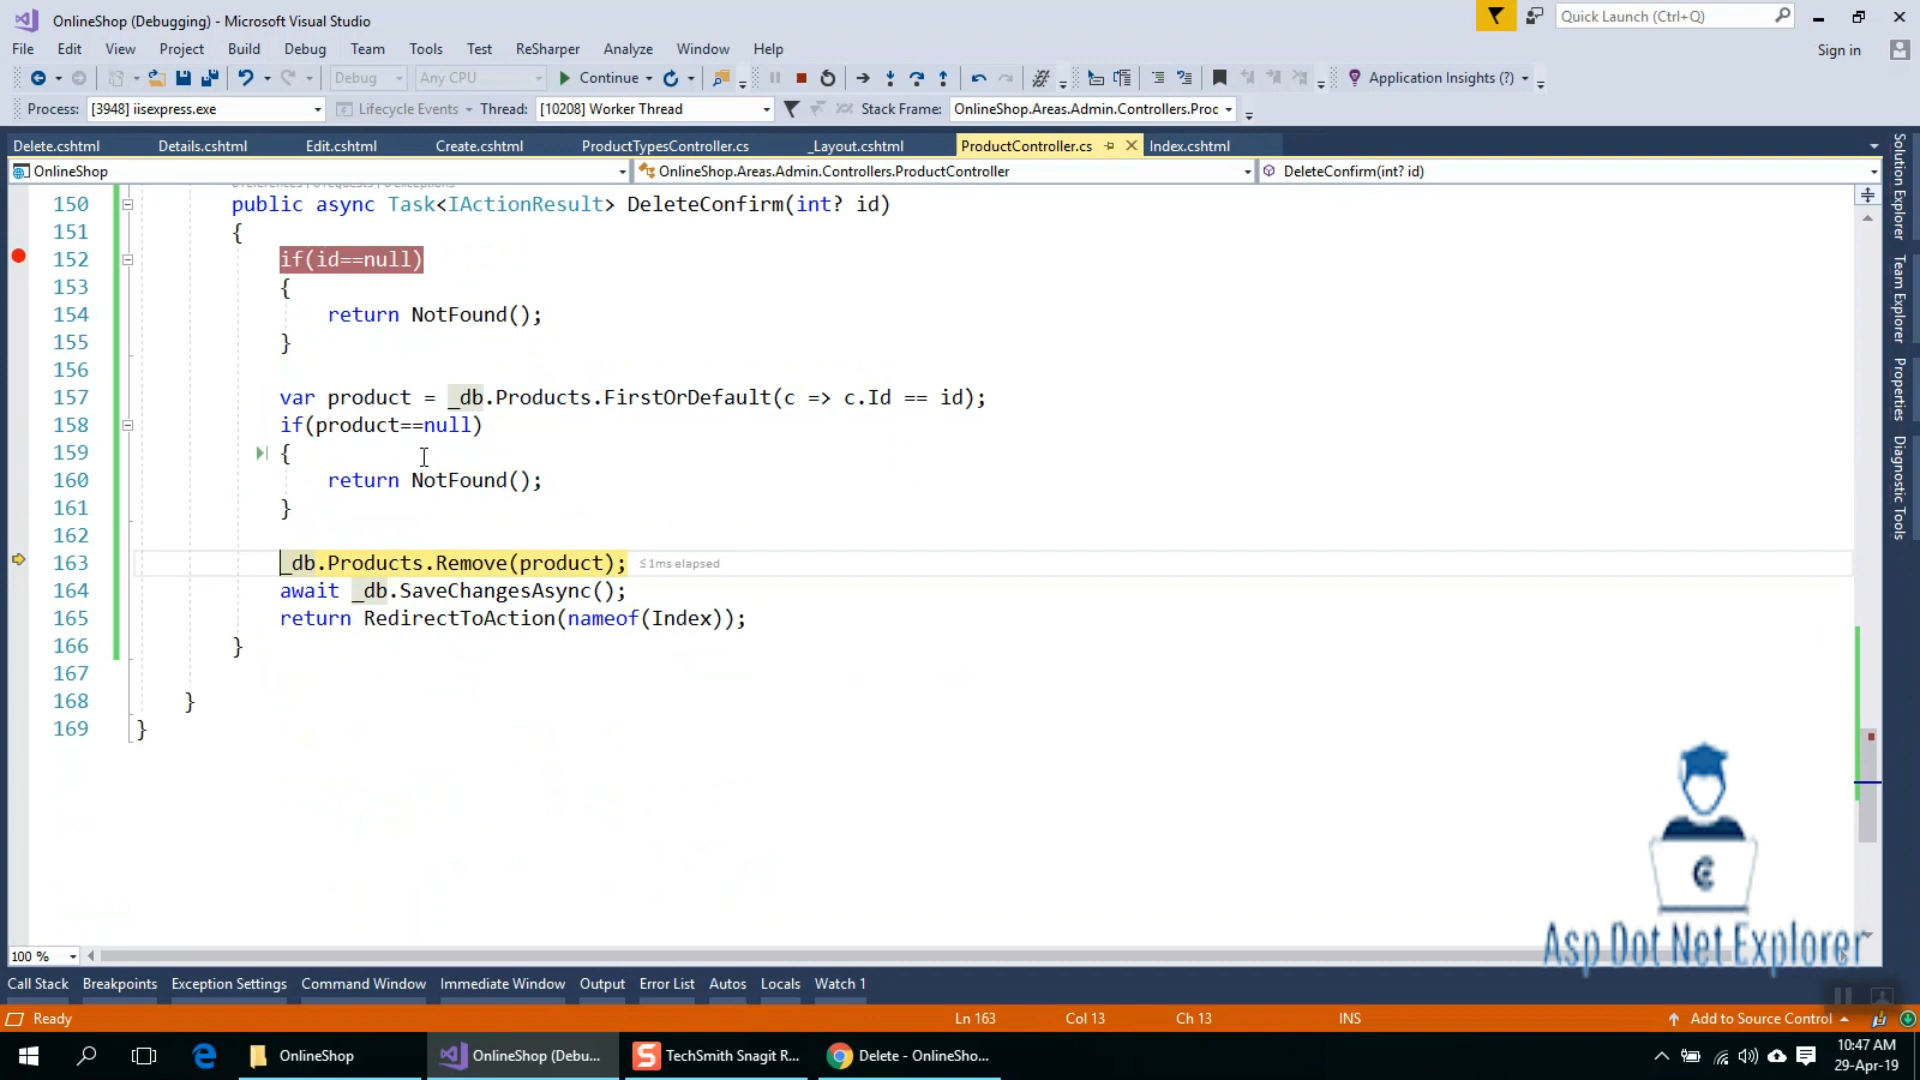 OnlineShop (Debugging) - Microsoft Visual Studio
Quick Launch (Ctrl+Q)
File Edit View Project Build Debug Team Tools Test ReSharper Analyze Window Help
Sign in
Debug Any CPU Continue Application Insights (?)
Process: [3948] iisexpress.exe Lifecycle Events Thread: [10208] Worker Thread Stack Frame: OnlineShop.Areas.Admin.Controllers.Proc
Delete.cshtml Details.cshtml Edit.cshtml Create.cshtml ProductTypesController.cs _Layout.cshtml ProductController.cs Index.cshtml
OnlineShop OnlineShop.Areas.Admin.Controllers.ProductController DeleteConfirm(int? id)
150 public async Task<IActionResult> DeleteConfirm(int? id)
151 {
152 if(id==null)
153 {
154 return NotFound();
155 }
156
157 var product = _db.Products.FirstOrDefault(c => c.Id == id);
158 if(product==null)
159 {
160 return NotFound();
161 }
162
163 _db.Products.Remove(product); ≤1ms elapsed
164 await _db.SaveChangesAsync();
165 return RedirectToAction(nameof(Index));
166 }
167
168 }
169 }
Solution Explorer
Team Explorer
Properties
Diagnostic Tools
Asp Dot Net Explorer
100 %
Call Stack Breakpoints Exception Settings Command Window Immediate Window Output Error List Autos Locals Watch 1
Ready Ln 163 Col 13 Ch 13 INS Add to Source Control
OnlineShop OnlineShop (Debu... TechSmith Snagit R... Delete - OnlineSho...
10:47 AM
29-Apr-19